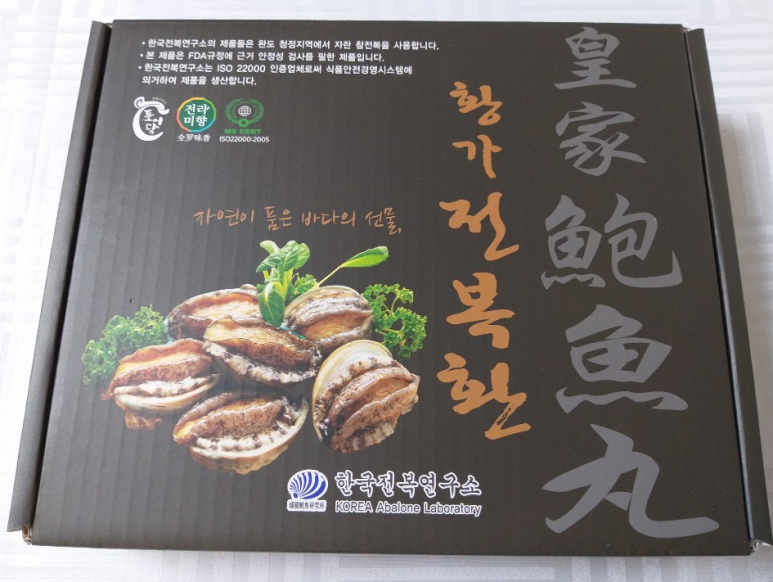 • 한국전복연구소의 제품들은 완도 청정지역에서 자란 참전복을 사용합니다.
• 본 제품은 FDA규정에 근거 안정성 검사를 필한 제품입니다.
• 한국전복연구소는 ISO 22000 인증업체로써 식품안전경영시스템에
의거하여 제품을 생산합니다.
전라
미향
全罗味香
MS CERT
ISO22000-2005
자연이 품은 바다의 선물,
황가전복환
皇家鮑魚丸
한국전복연구소
KOREA Abalone Laboratory